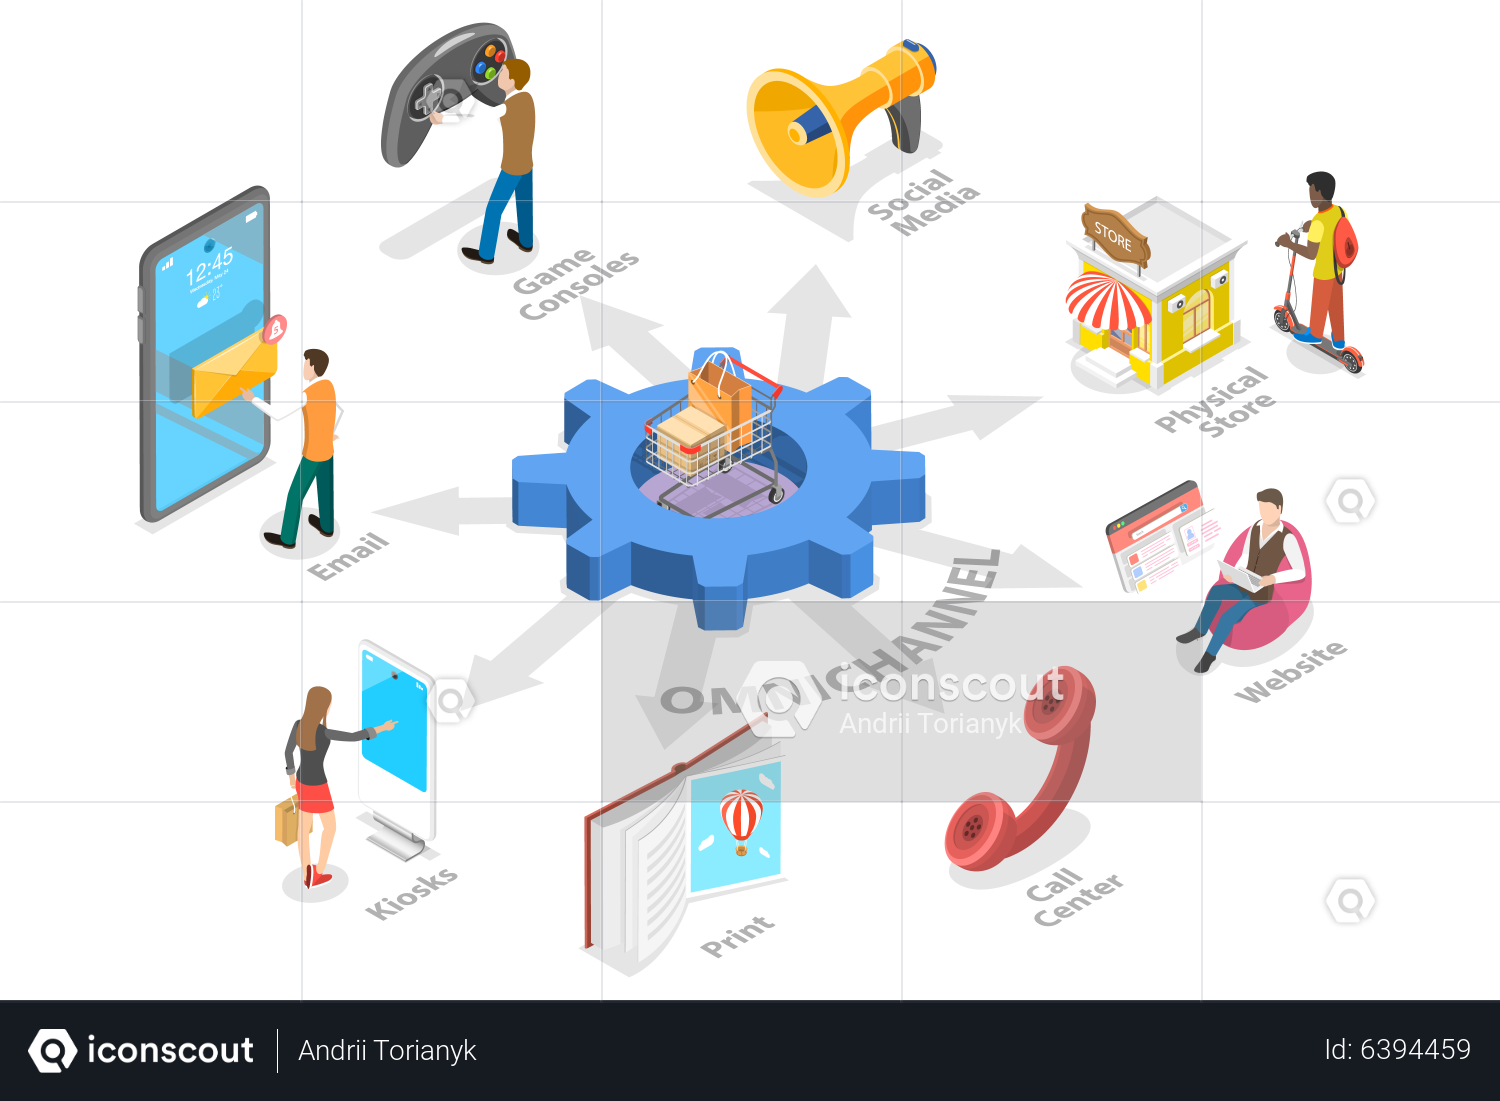 Social
Media
STORE
12:45
Game
Consoles
5
Physical
Store
Email
OMNICHANNEL
Website
iconscout
Andrii Torianyk
Kiosks
Call
Center
Print
iconscout
Andrii Torianyk
Id: 6394459